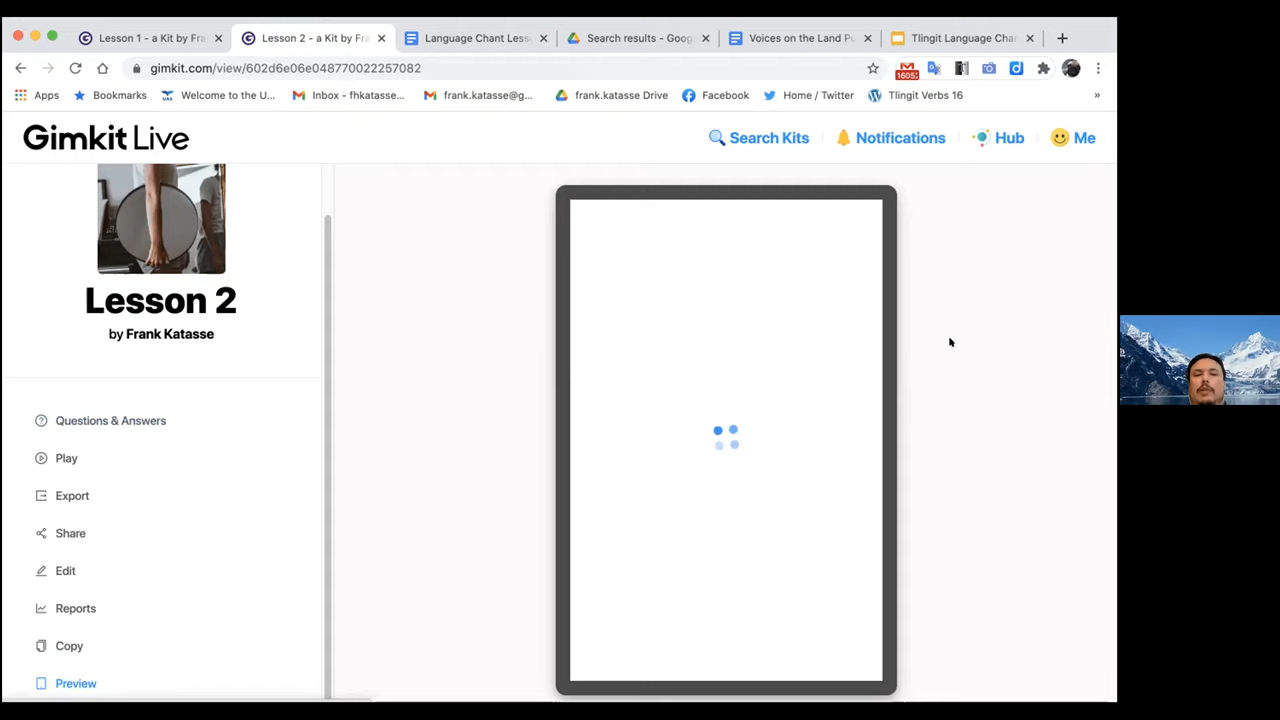 Lesson 1 - a Kit by Fra
Lesson 2 - a Kit by Fra
Language Chant Less
Search results - Goog
Voices on the Land Po
Tlingit Language Char
gimkit.com/view/602d6e06e048770022257082
Apps
Bookmarks
UAS
Welcome to the U...
Inbox - fhkatasse...
frank.katasse@g...
frank.katasse Drive
Facebook
Home / Twitter
Tlingit Verbs 16
»
Gimkit Live
Search Kits
Notifications
Hub
Me
Lesson 2
by Frank Katasse
Questions & Answers
Play
Export
Share
Edit
Reports
Copy
Preview